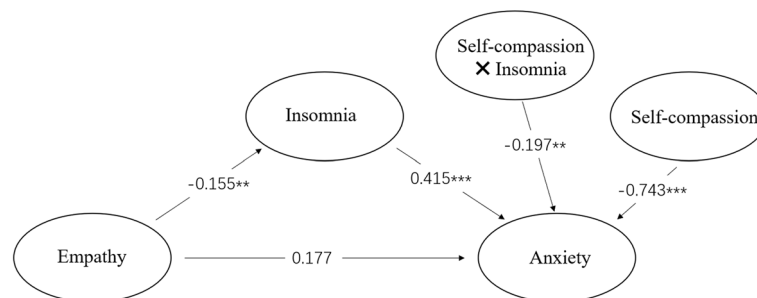 Self-compassion
× Insomnia
Insomnia
Self-compassion
-0.197**
-0.155**
0.415***
-0.743***
Empathy
0.177
Anxiety